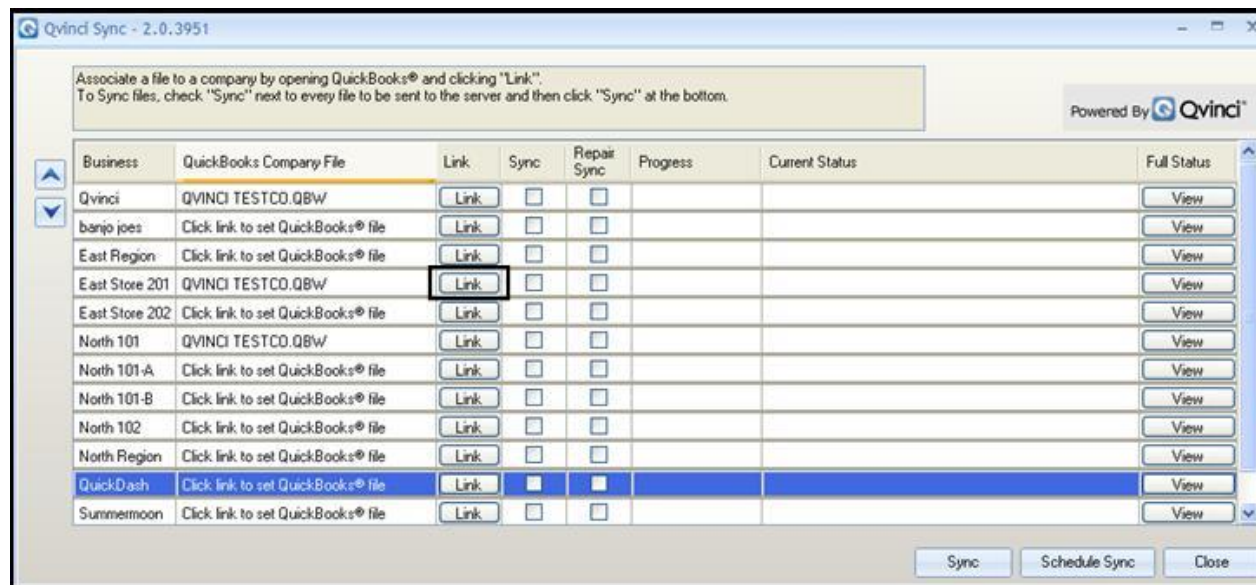 Qvinci Sync - 2.0.3951
Associate a file to a company by opening QuickBooks® and clicking "Link".
To Sync files, check "Sync" next to every file to be sent to the server and then click "Sync" at the bottom.
Powered By Qvinci
Business QuickBooks Company File Link Sync Repair Sync Progress Current Status Full Status
Qvinci QVINCI TESTCO.QBW Link View
banjo joes Click link to set QuickBooks® file Link View
East Region Click link to set QuickBooks® file Link View
East Store 201 QVINCI TESTCO.QBW Link View
East Store 202 Click link to set QuickBooks® file Link View
North 101 QVINCI TESTCO.QBW Link View
North 101-A Click link to set QuickBooks® file Link View
North 101-B Click link to set QuickBooks® file Link View
North 102 Click link to set QuickBooks® file Link View
North Region Click link to set QuickBooks® file Link View
QuickDash Click link to set QuickBooks® file Link View
Summermoon Click link to set QuickBooks® file Link View
Sync Schedule Sync Close